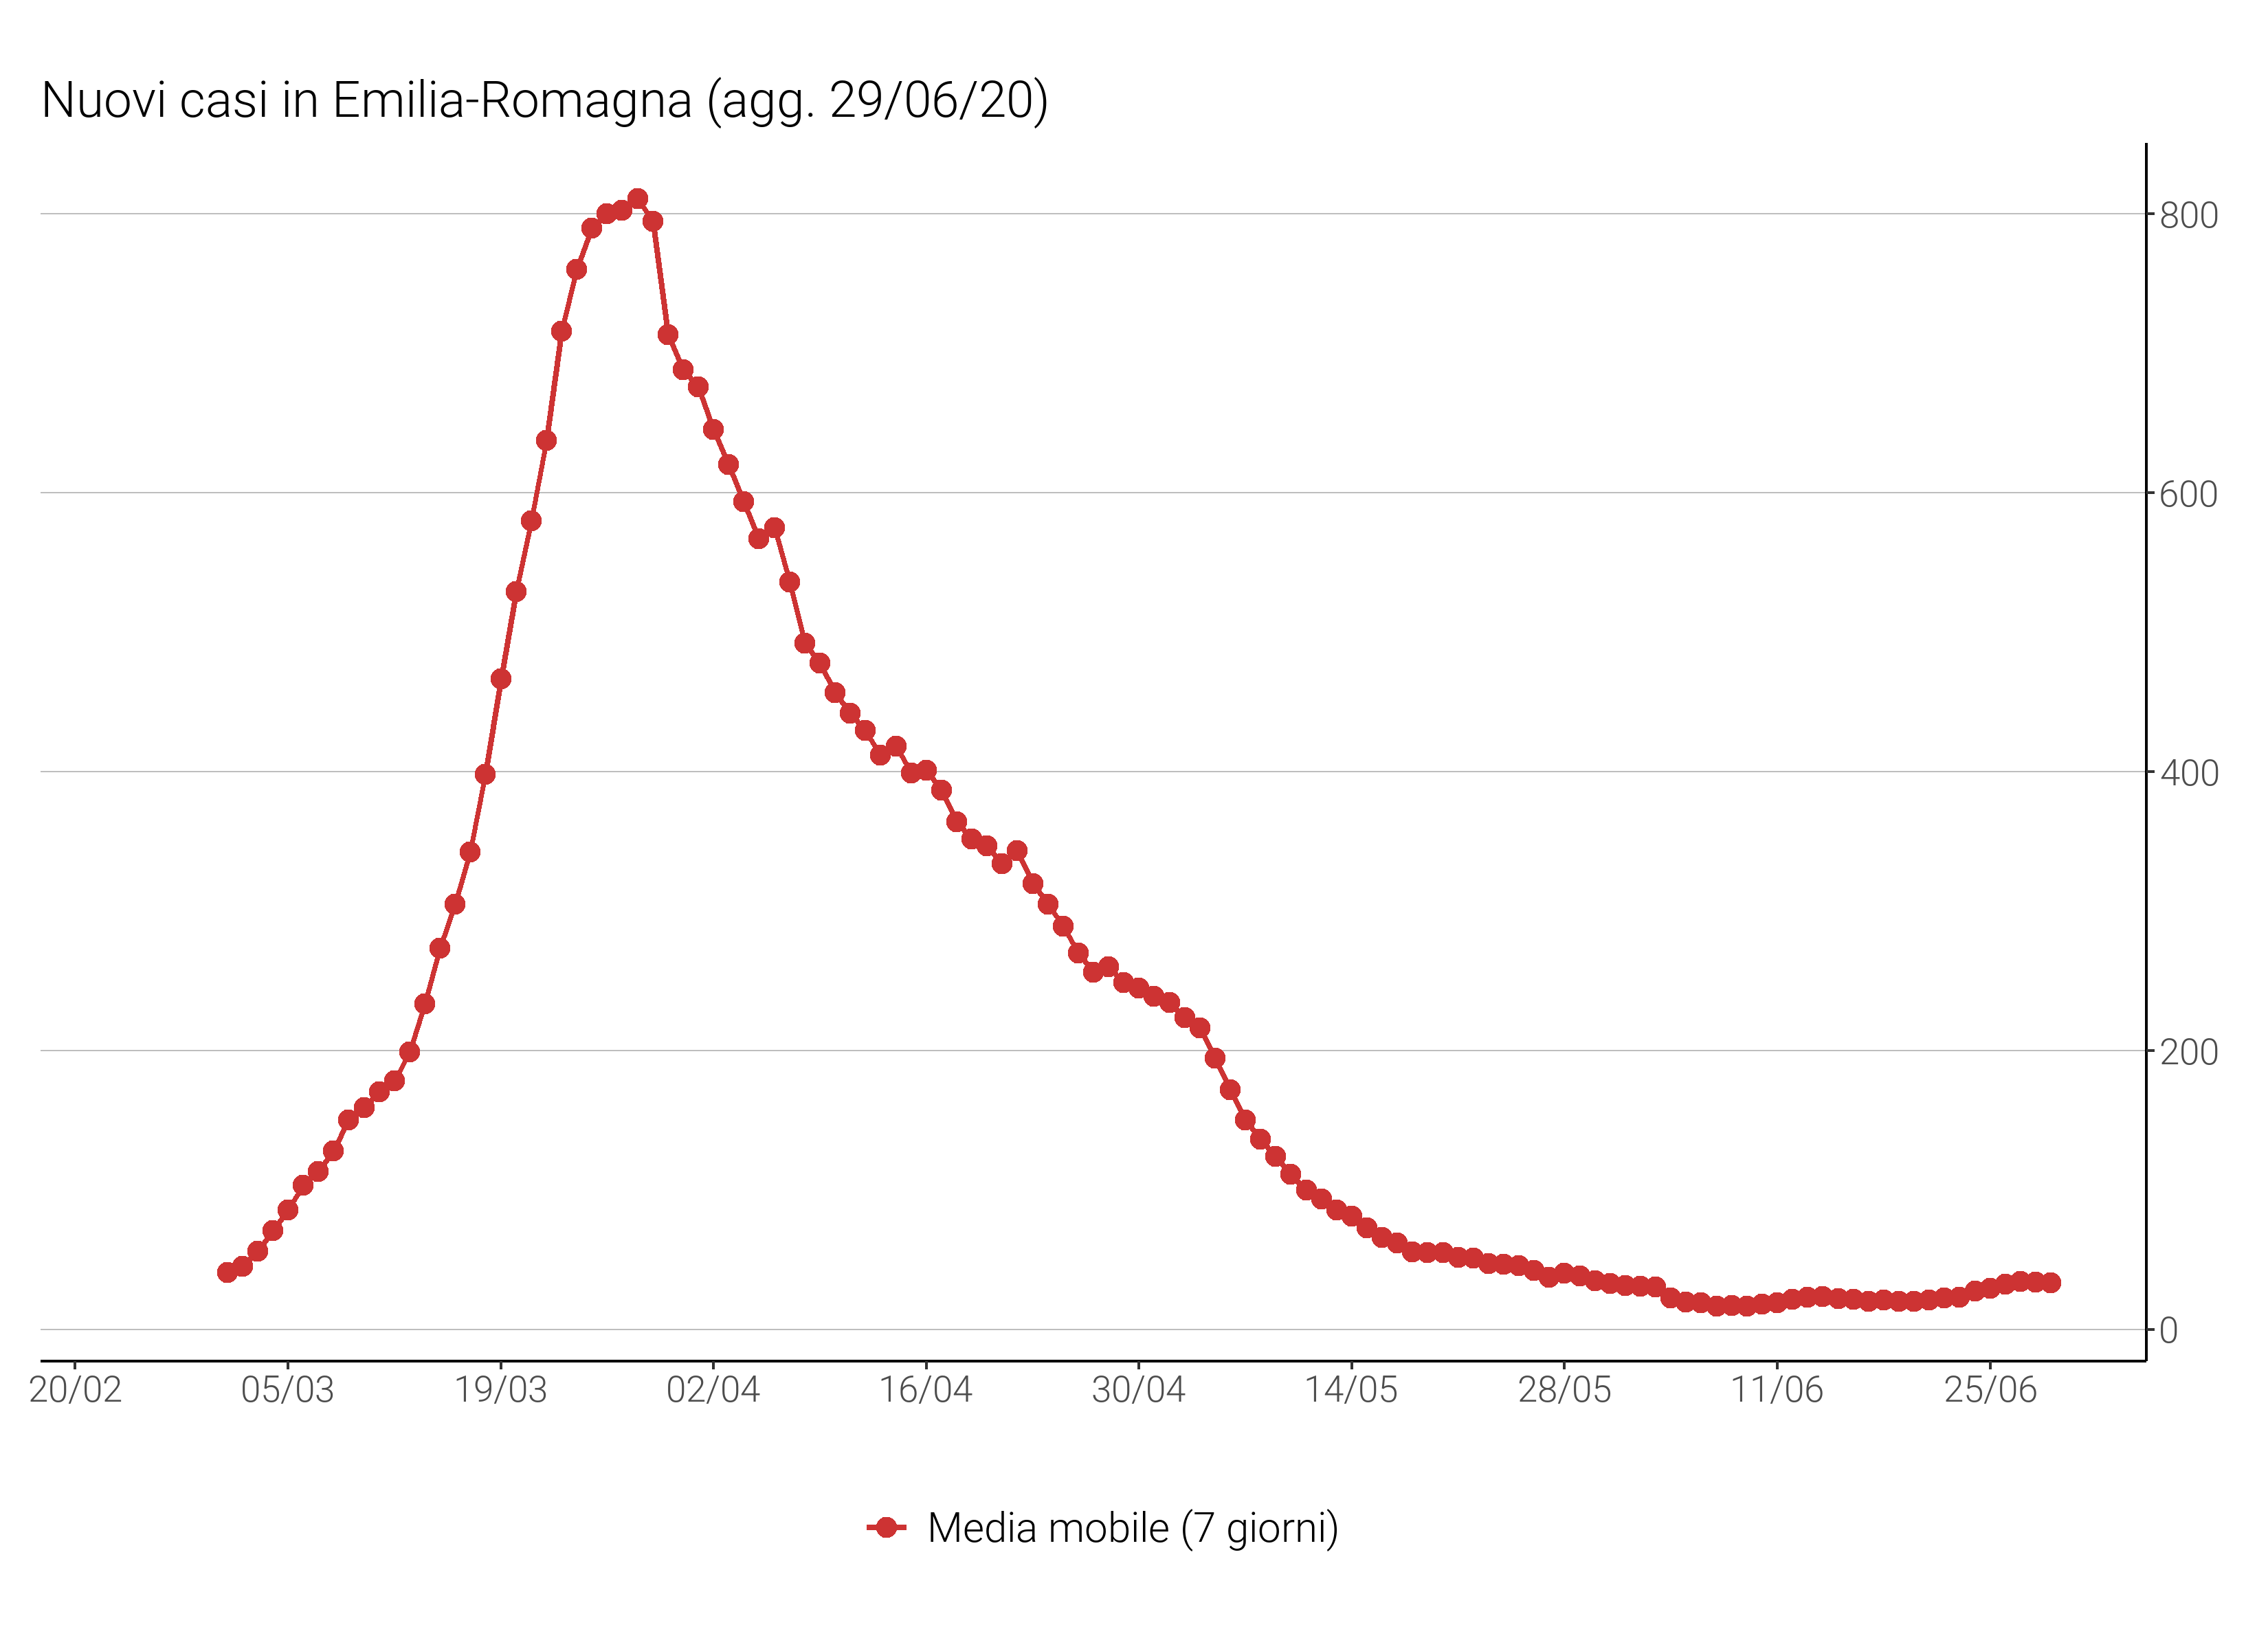 Nuovi casi in Emilia-Romagna (agg. 29/06/20)
800
600
400
200
0
20/02 05/03 19/03 02/04 16/04 30/04 14/05 28/05 11/06 25/06
Media mobile (7 giorni)